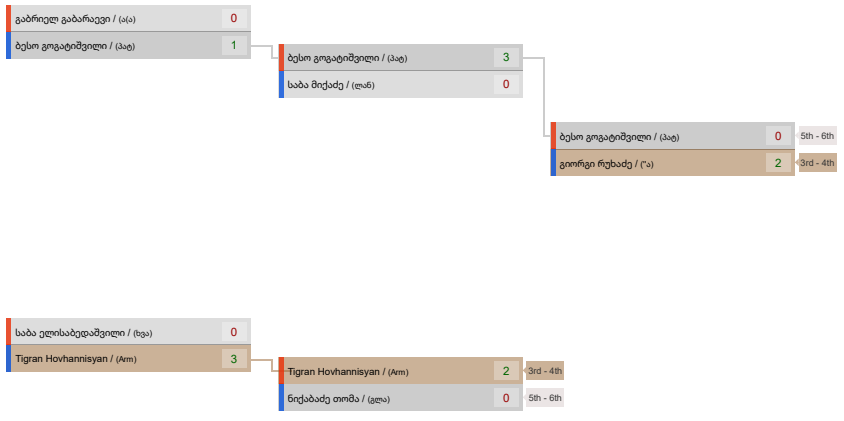 გაბრიელ გაბარაევი / (ა(ა) 0
ბესო გოგატიშვილი / (პატ) 1
ბესო გოგატიშვილი / (პატ) 3
საბა მიქაძე / (ლან) 0
ბესო გოგატიშვილი / (პატ) 0 5th - 6th
გიორგი რუხაძე / ("ა) 2 3rd - 4th
საბა ელისაბედაშვილი / (ხვა) 0
Tigran Hovhannisyan / (Arm) 3
Tigran Hovhannisyan / (Arm) 2 3rd - 4th
ნიქაბაძე თომა / (გლა) 0 5th - 6th